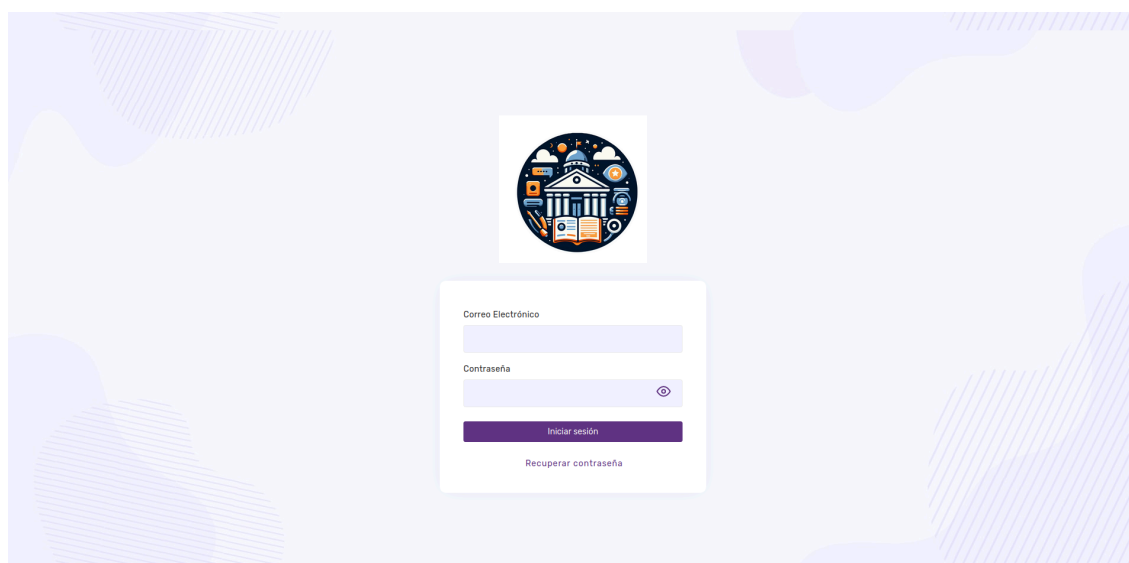 Correo Electrónico
Contraseña
Iniciar sesión
Recuperar contraseña